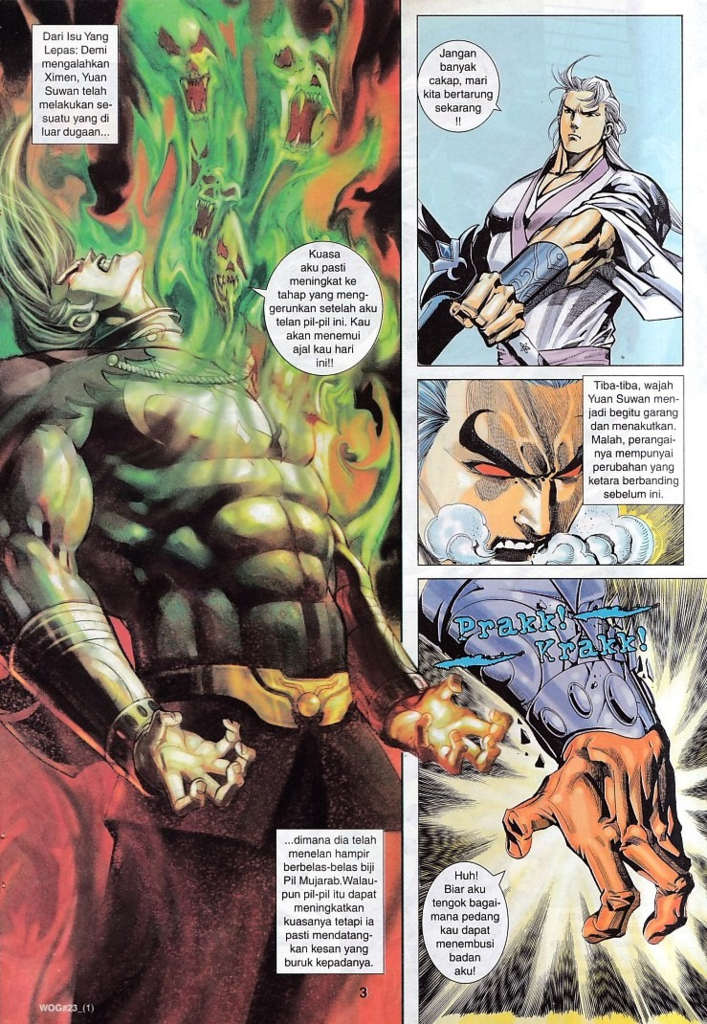 Dari Isu Yang
Lepas: Demi
mengalahkan
Ximen, Yuan
Suwan telah
melakukan se-
suatu yang di
luar dugaan...
Kuasa
aku pasti
meningkat ke
tahap yang meng-
gerunkan setelah aku
telan pil-pil ini. Kau
akan menemui
ajal kau hari
ini!!
...dimana dia telah
menelan hampir
berbelas-belas biji
Pil Mujarab.Walau-
pun pil-pil itu dapat
meningkatkan
kuasanya tetapi ia
pasti mendatang-
kan kesan yang
buruk kepadanya.
Jangan
banyak
cakap, mari
kita bertarung
sekarang
!!
Tiba-tiba, wajah
Yuan Suwan men-
jadi begitu garang
dan menakutkan.
Malah, perangai-
nya mempunyai
perubahan yang
ketara berbanding
sebelum ini.
Prakk!
Krakk!
Huh!
Biar aku
tengok bagai-
mana pedang
kau dapat
menembusi
badan
aku!
3
WOG#23_(1)